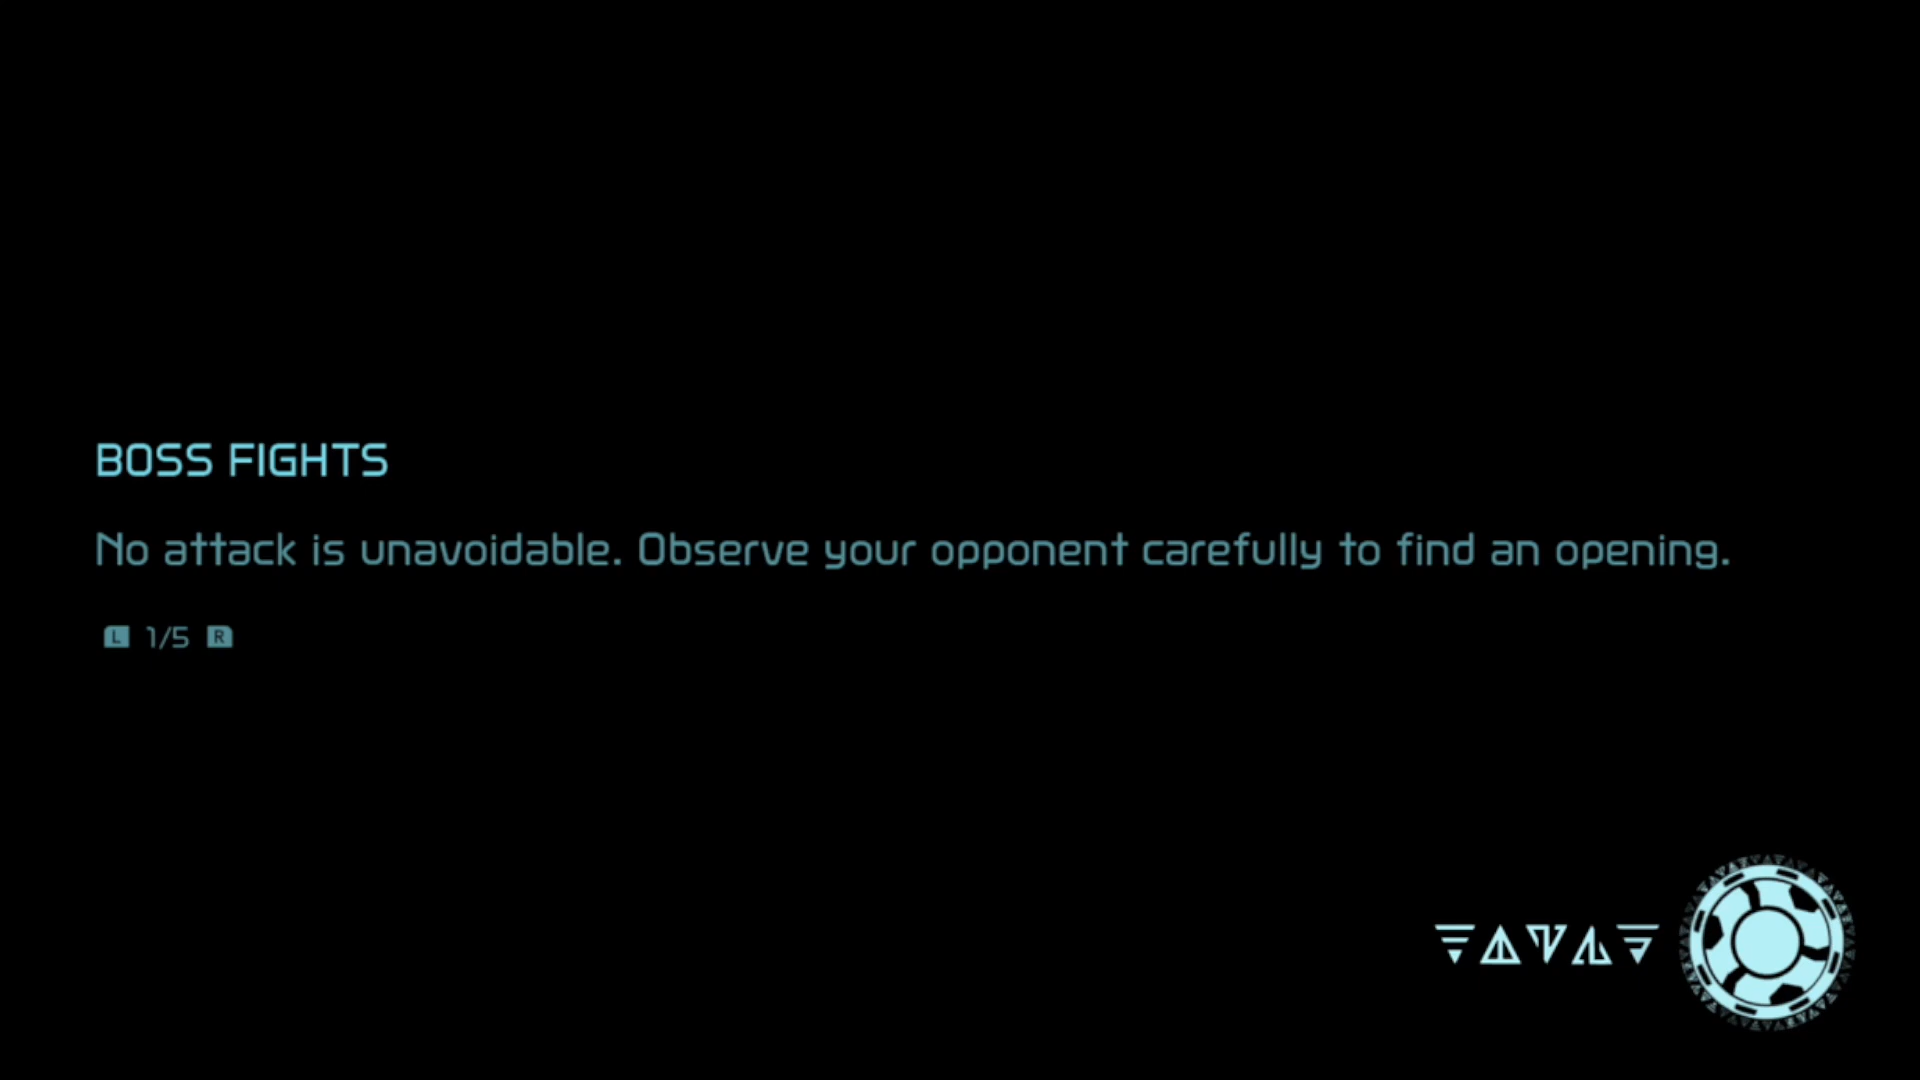 BOSS FIGHTS
No attack is unavoidable. Observe your opponent carefully to find an opening.
L 1/5 R